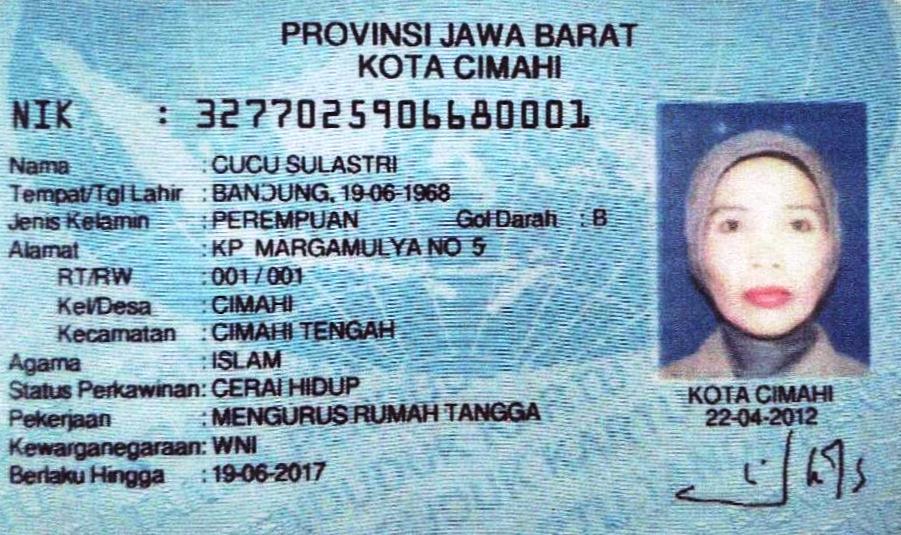 PROVINSI JAWA BARAT
KOTA CIMAHI
NIK : 3277025906680001
Nama : CUCU SULASTRI
Tempat/Tgl Lahir : BANDUNG, 19-06-1968
Jenis Kelamin : PEREMPUAN Gol Darah : B
Alamat : KP MARGAMULYA NO 5
RT/RW : 001 / 001
Kel/Desa : CIMAHI
Kecamatan : CIMAHI TENGAH
Agama : ISLAM
Status Perkawinan: CERAI HIDUP
Pekerjaan : MENGURUS RUMAH TANGGA
Kewarganegaraan: WNI
Berlaku Hingga : 19-06-2017
KOTA CIMAHI
22-04-2012